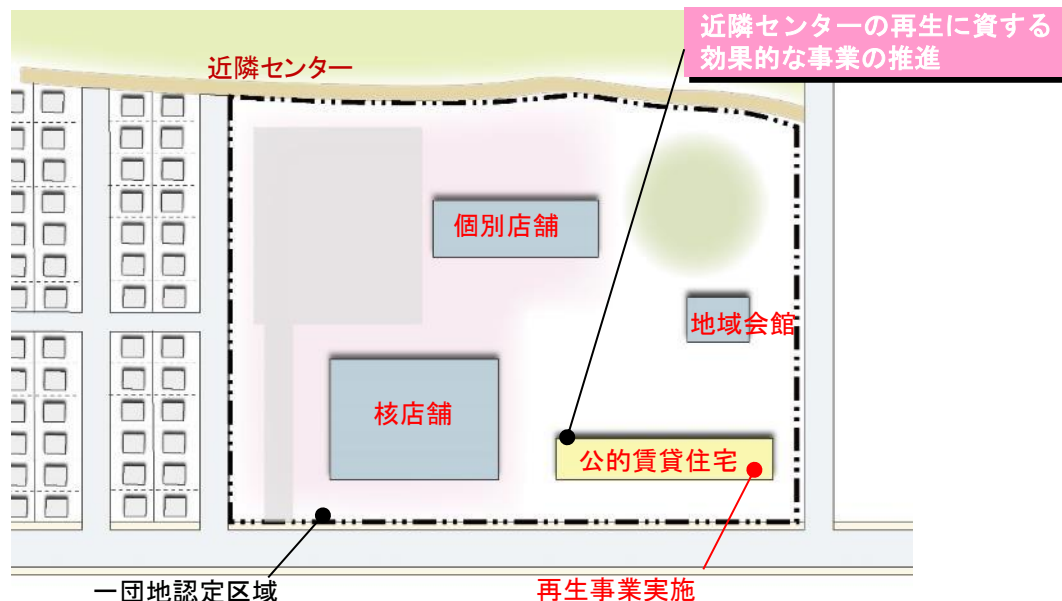 近隣センターの再生に資する
効果的な事業の推進
近隣センター
個別店舗
地域会館
核店舗
公的賃貸住宅
一団地認定区域
再生事業実施